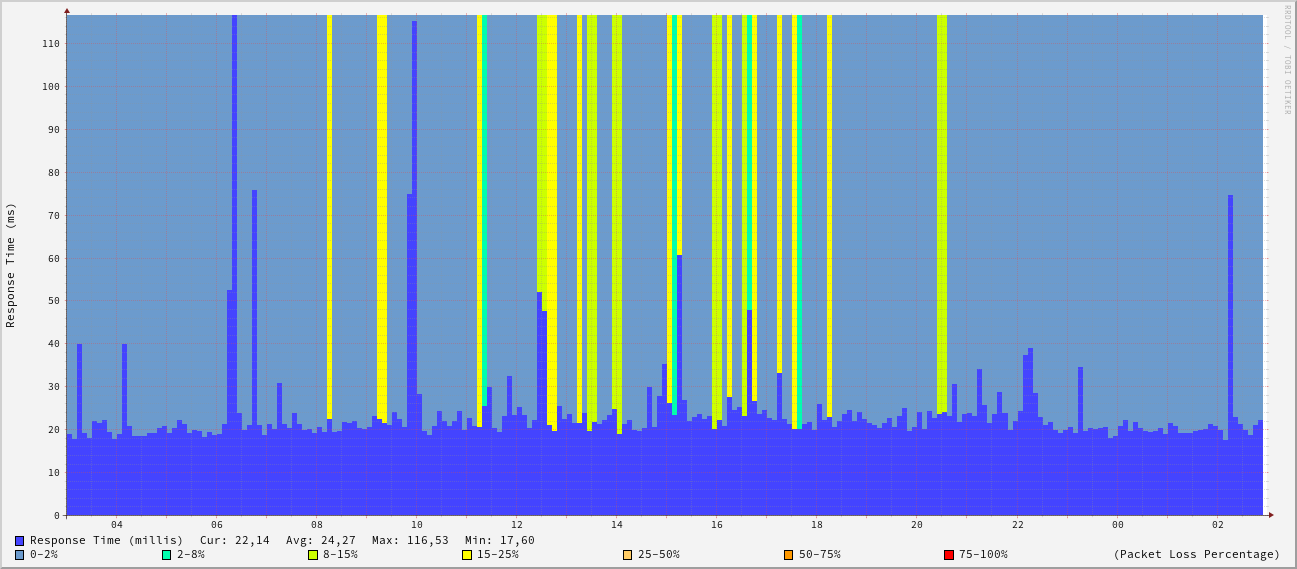 RRDTOOL / TOBI OETIKER
Response Time (ms)
110
100
90
80
70
60
50
40
30
20
10
0
04 06 08 10 12 14 16 18 20 22 00 02
Response Time (millis) Cur: 22,14 Avg: 24,27 Max: 116,53 Min: 17,60
0-2% 2-8% 8-15% 15-25% 25-50% 50-75% 75-100% (Packet Loss Percentage)